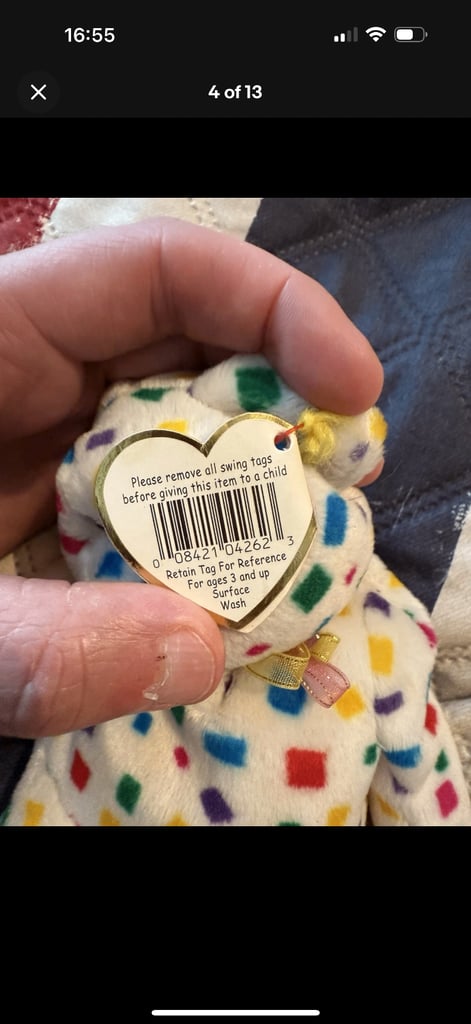 16:55
4 of 13
Please remove all swing tags
before giving this item to a child
0 08421 04262 3
Retain Tag For Reference
For ages 3 and up
Surface
Wash